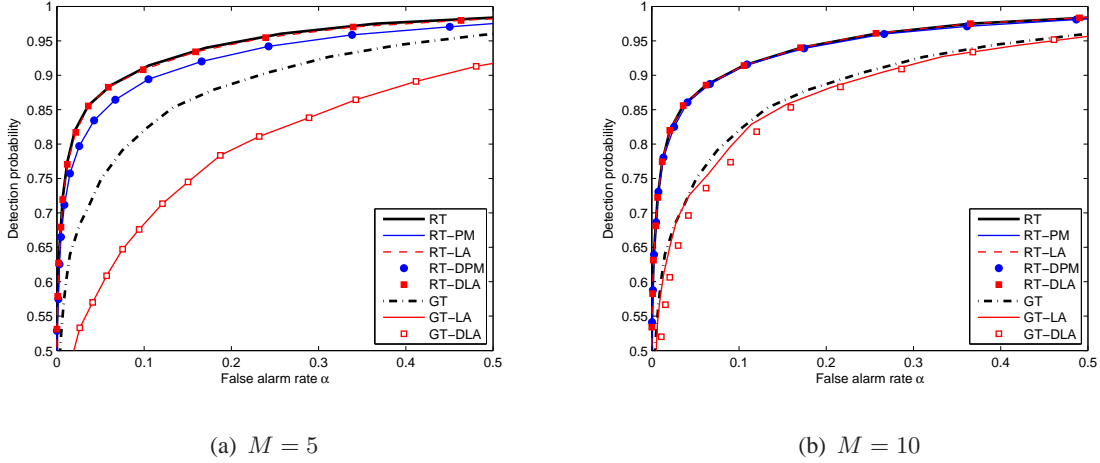 1
0.95
0.9
0.85
0.8
0.75
0.7
0.65
0.6
0.55
0.5
Detection probability
0
0.1
0.2
0.3
0.4
0.5
False alarm rate α
RT
RT−PM
RT−LA
RT−DPM
RT−DLA
GT
GT−LA
GT−DLA
(a) M = 5
1
0.95
0.9
0.85
0.8
0.75
0.7
0.65
0.6
0.55
0.5
Detection probability
0
0.1
0.2
0.3
0.4
0.5
False alarm rate α
RT
RT−PM
RT−LA
RT−DPM
RT−DLA
GT
GT−LA
GT−DLA
(b) M = 10